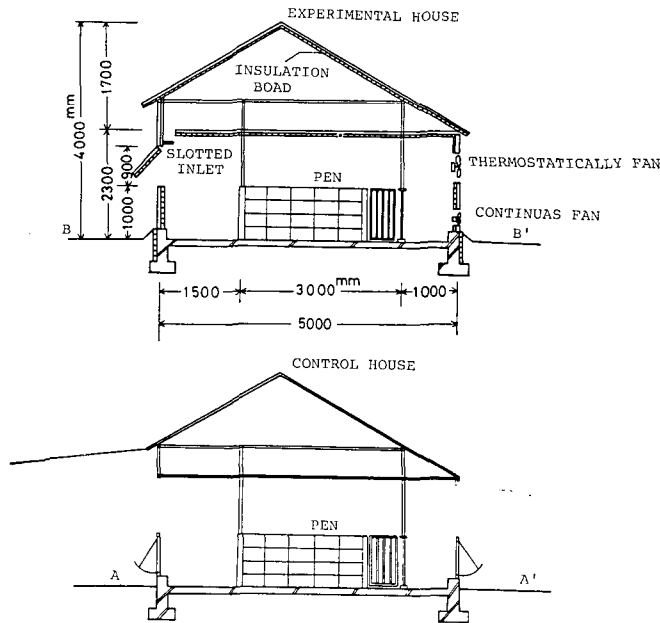 EXPERIMENTAL HOUSE
INSULATION
BOAD
1700
4000 mm
2300
900
1000
SLOTTED
INLET
PEN
THERMOSTATICALLY FAN
CONTINUAS FAN
B
B'
1500
3000 mm
1000
5000
CONTROL HOUSE
PEN
A
A'